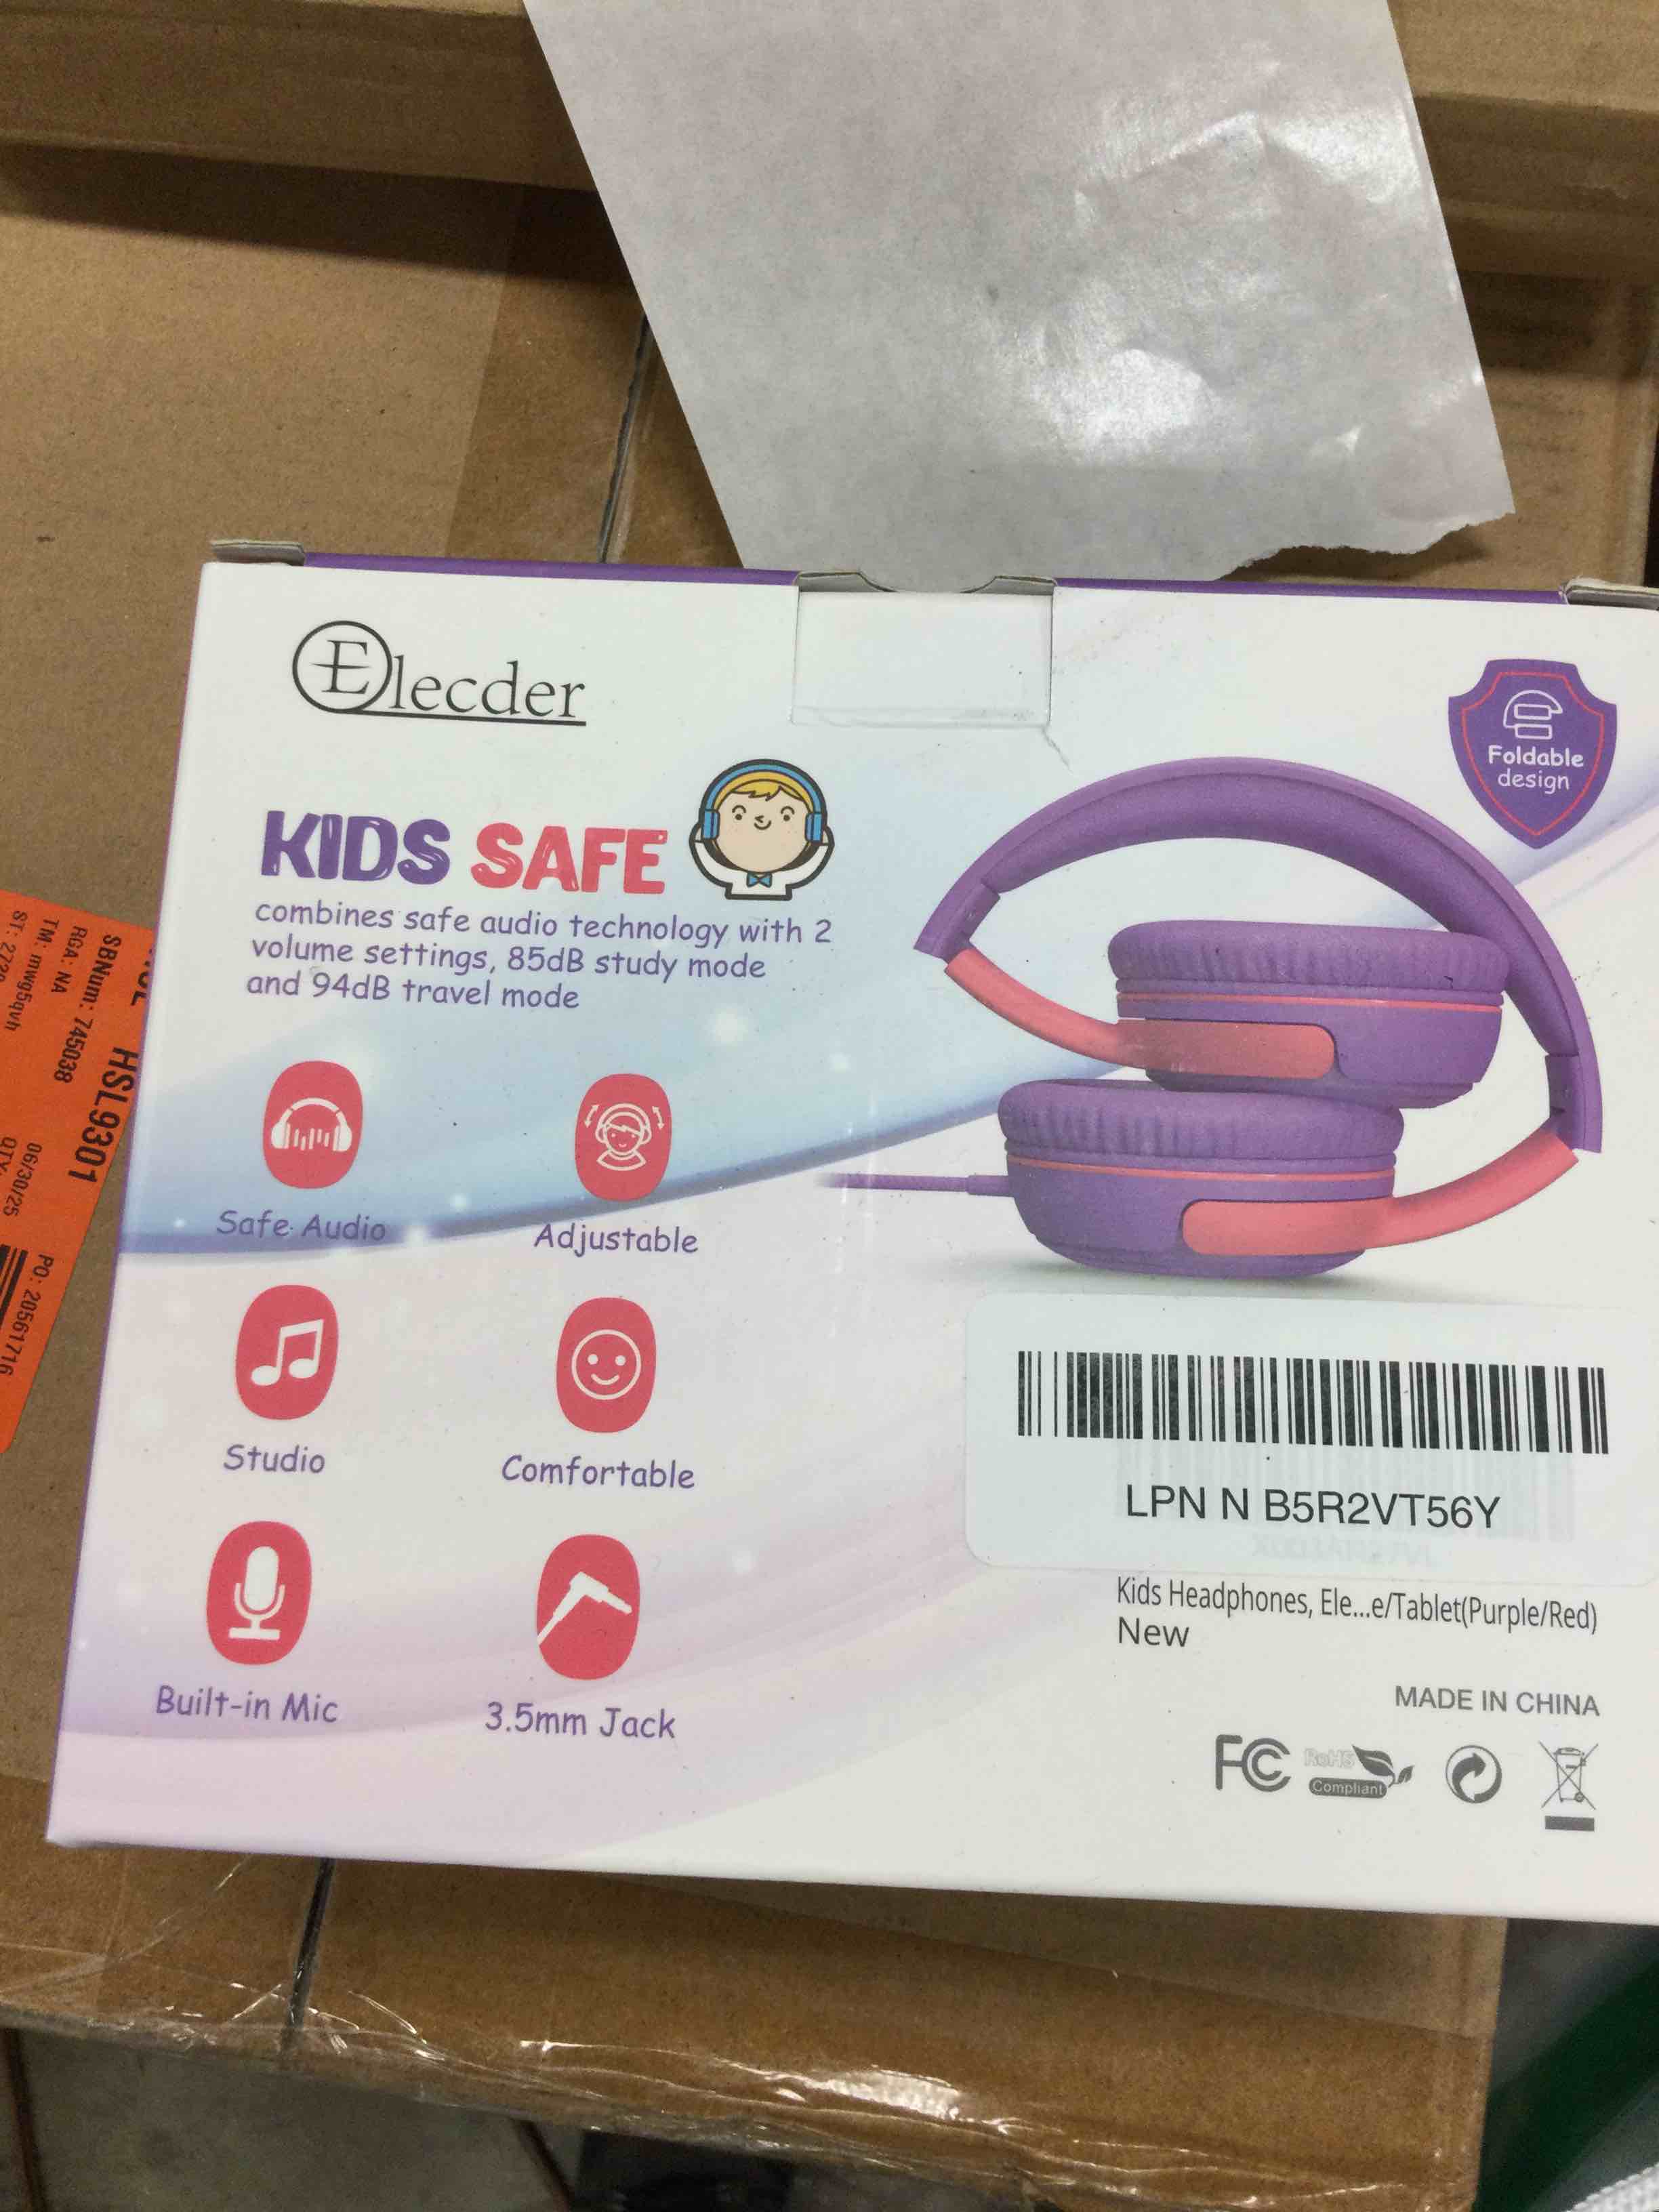 Elecder
Foldable
design
KIDS SAFE
combines safe audio technology with 2
volume settings, 85dB study mode
and 94dB travel mode
Safe Audio
Adjustable
Studio
Comfortable
Built-in Mic
3.5mm Jack
LPN N B5R2VT56Y
Kids Headphones, Ele...e/Tablet(Purple/Red)
New
MADE IN CHINA
FC
RoHS
Compliant
HSL9301
SBNum: 745038
RGA: NA
TM: mwg5qvh
06/30/25
PO: 20561716